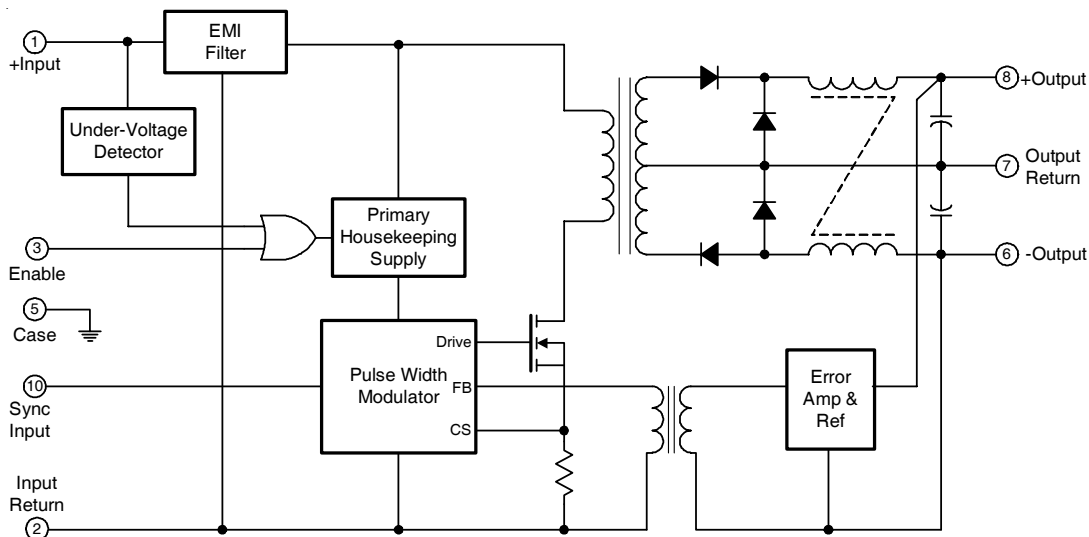 1
+Input
EMI
Filter
Under-Voltage
Detector
3
Enable
Primary
Housekeeping
Supply
5
Case
10
Sync
Input
Pulse Width
Modulator
Drive
FB
CS
Input
Return
2
Error
Amp &
Ref
8
+Output
7
Output
Return
6
-Output